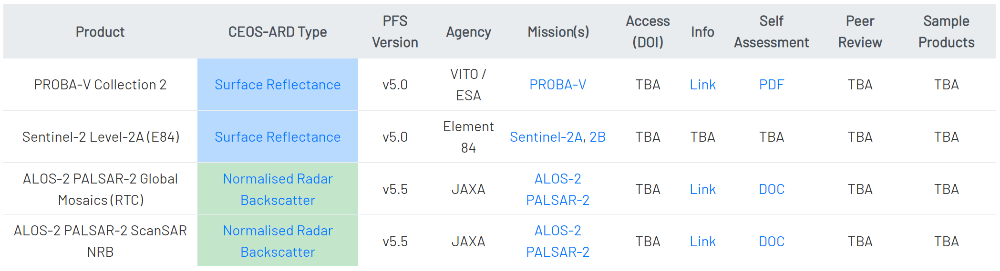 Product CEOS-ARD Type PFS Version Agency Mission(s) Access (DOI) Info Self Assessment Peer Review Sample Products
PROBA-V Collection 2 Surface Reflectance v5.0 VITO / ESA PROBA-V TBA Link PDF TBA TBA
Sentinel-2 Level-2A (E84) Surface Reflectance v5.0 Element 84 Sentinel-2A, 2B TBA TBA TBA TBA TBA
ALOS-2 PALSAR-2 Global Mosaics (RTC) Normalised Radar Backscatter v5.5 JAXA ALOS-2 PALSAR-2 TBA Link DOC TBA TBA
ALOS-2 PALSAR-2 ScanSAR NRB Normalised Radar Backscatter v5.5 JAXA ALOS-2 PALSAR-2 TBA Link DOC TBA TBA